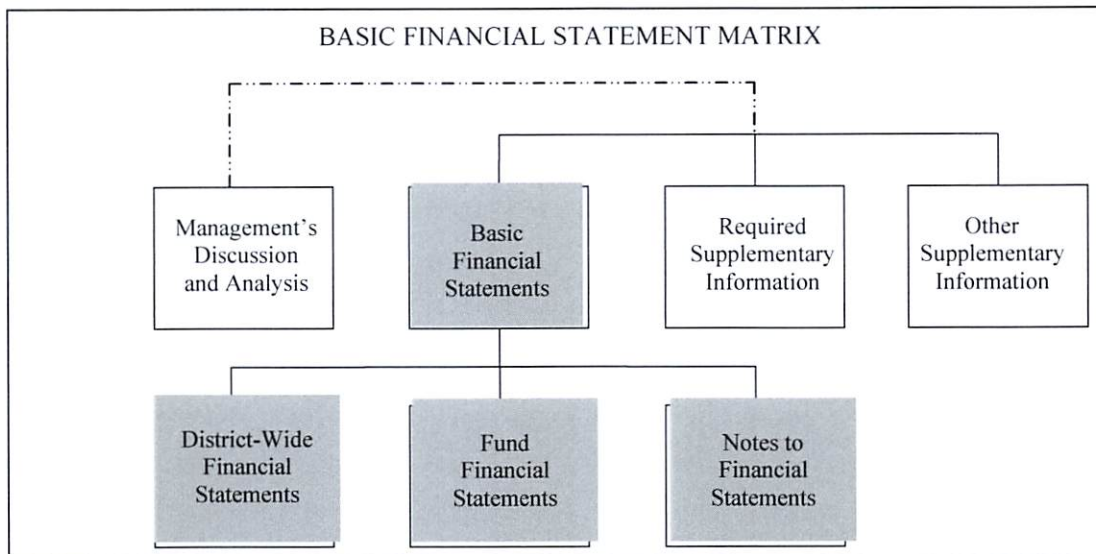 BASIC FINANCIAL STATEMENT MATRIX
Management's
Discussion
and Analysis
Basic
Financial
Statements
Required
Supplementary
Information
Other
Supplementary
Information
District-Wide
Financial
Statements
Fund
Financial
Statements
Notes to
Financial
Statements